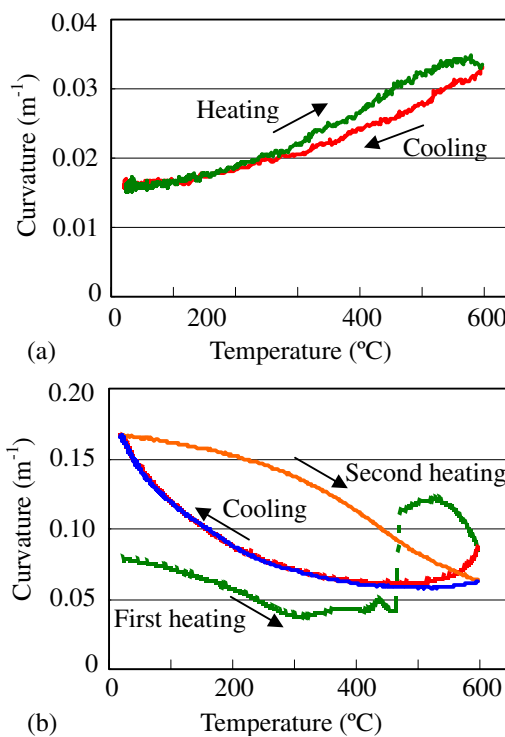 0.04
0.03
0.02
0.01
0
Curvature (m-1)
Heating
Cooling
0 200 400 600
(a) Temperature (ºC)
0.20
0.15
0.10
0.05
0
Curvature (m-1)
Second heating
Cooling
First heating
0 200 400 600
(b) Temperature (ºC)